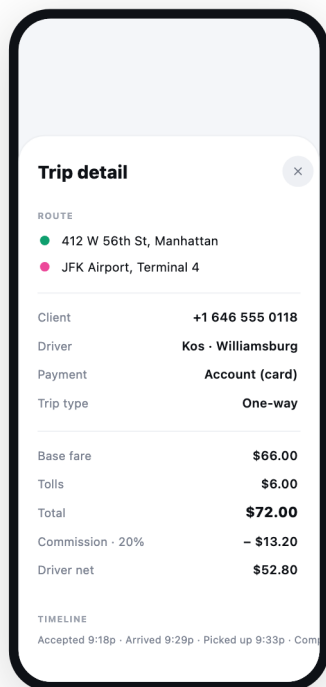 Trip detail
×
ROUTE
412 W 56th St, Manhattan
JFK Airport, Terminal 4
Client +1 646 555 0118
Driver Kos · Williamsburg
Payment Account (card)
Trip type One-way
Base fare $66.00
Tolls $6.00
Total $72.00
Commission · 20% – $13.20
Driver net $52.80
TIMELINE
Accepted 9:18p · Arrived 9:29p · Picked up 9:33p ·